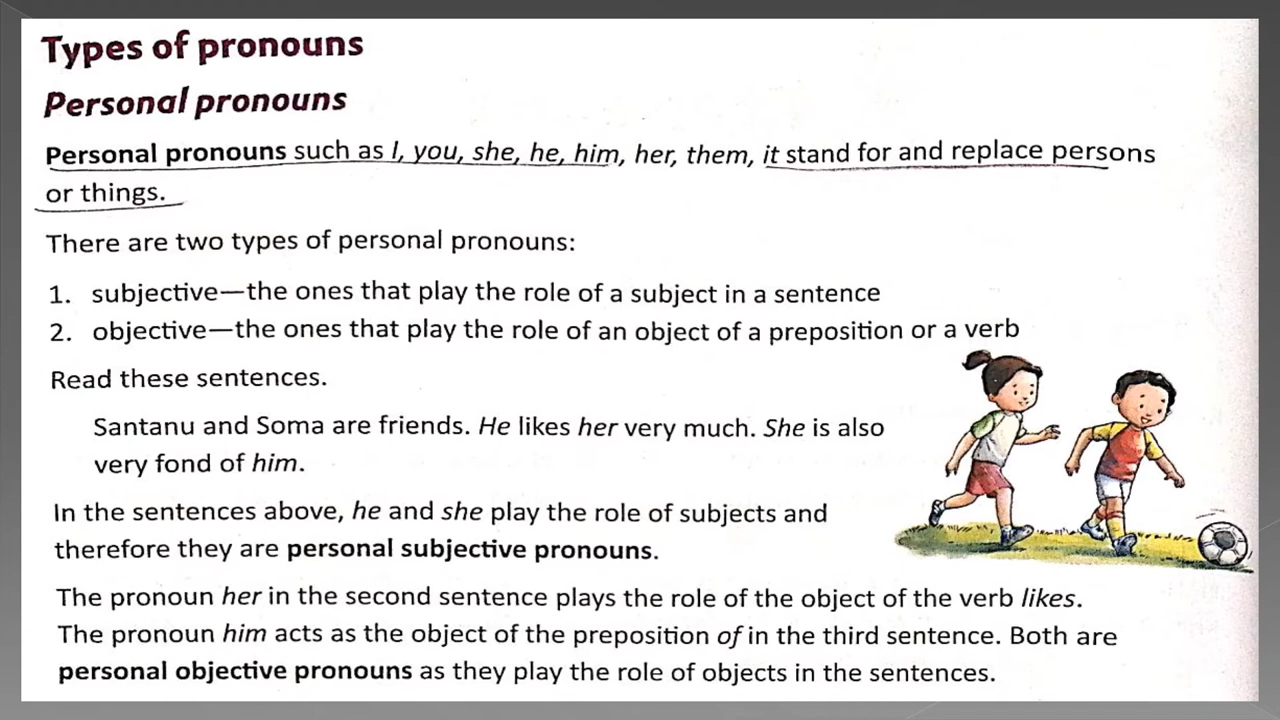 Types of pronouns
Personal pronouns
Personal pronouns such as I, you, she, he, him, her, them, it stand for and replace persons
or things.
There are two types of personal pronouns:
1. subjective—the ones that play the role of a subject in a sentence
2. objective—the ones that play the role of an object of a preposition or a verb
Read these sentences.
Santanu and Soma are friends. He likes her very much. She is also
very fond of him.
In the sentences above, he and she play the role of subjects and
therefore they are personal subjective pronouns.
The pronoun her in the second sentence plays the role of the object of the verb likes.
The pronoun him acts as the object of the preposition of in the third sentence. Both are
personal objective pronouns as they play the role of objects in the sentences.